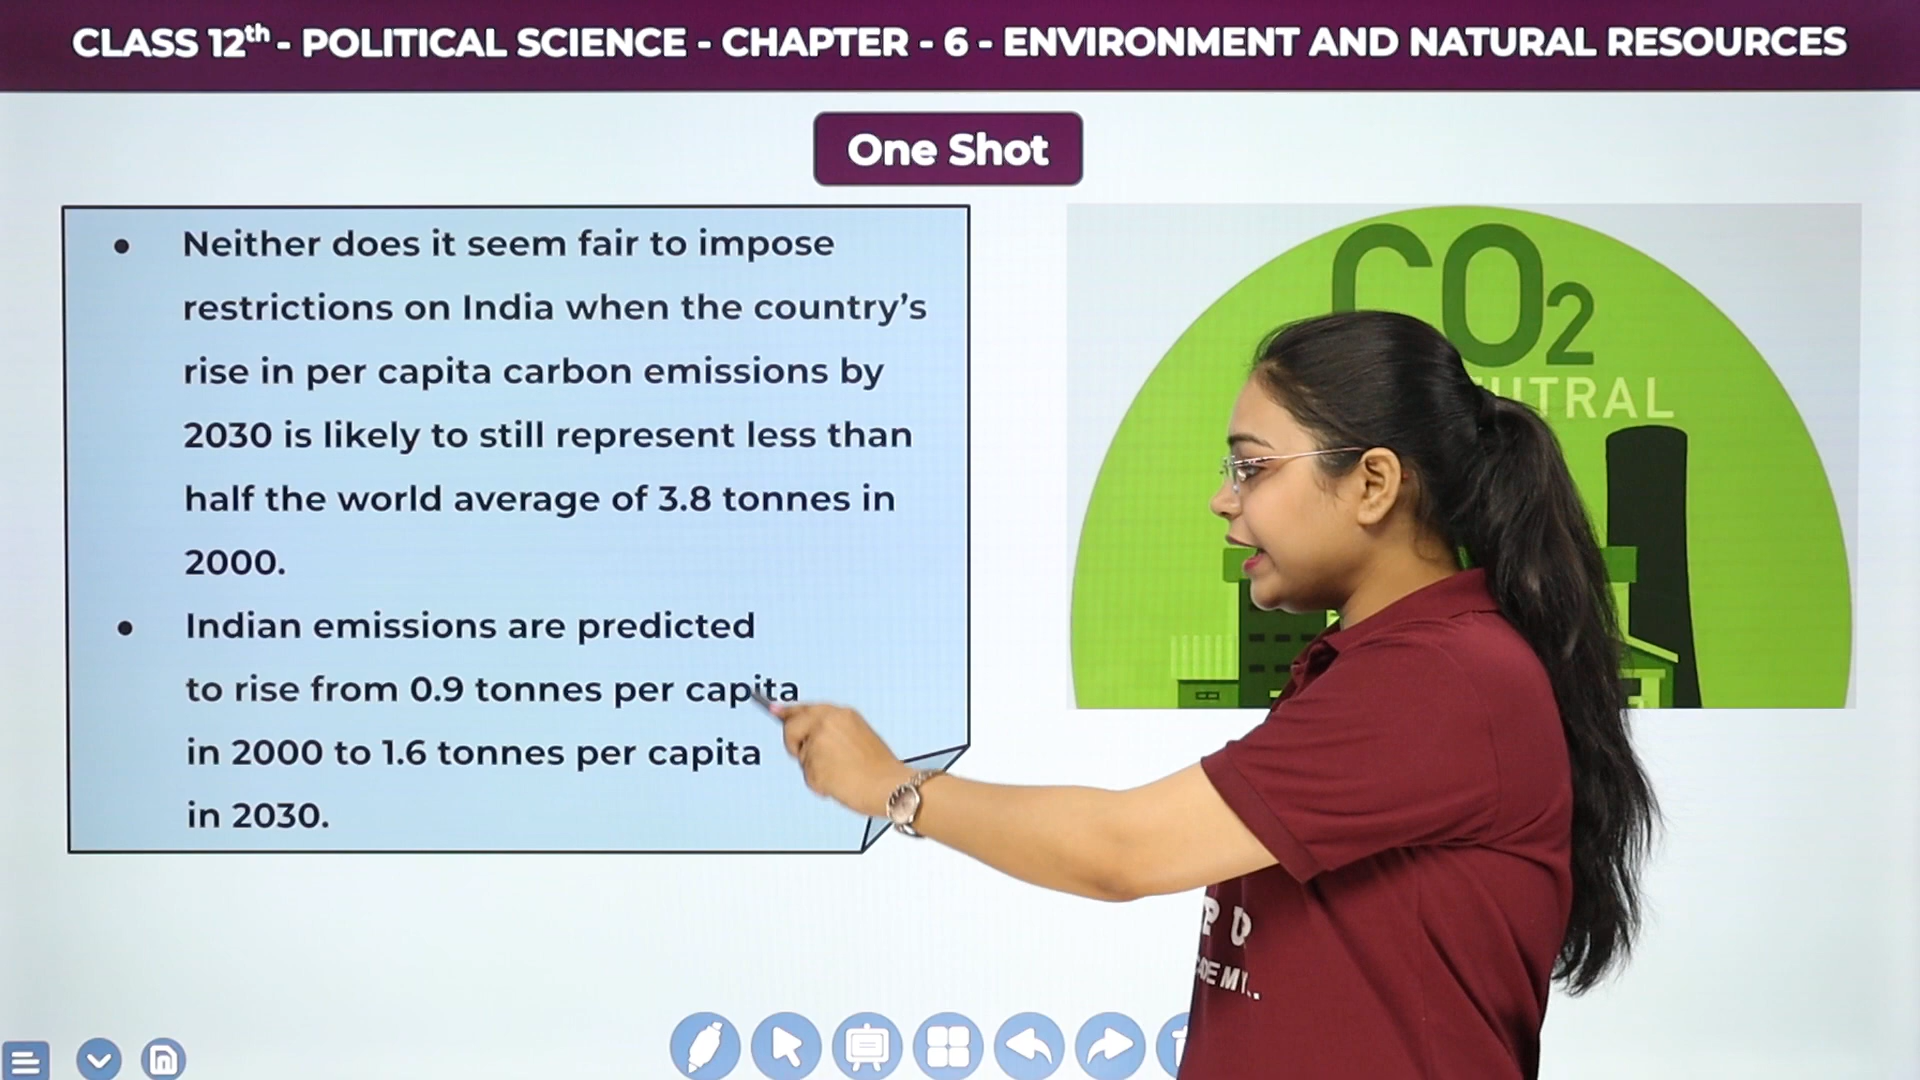 CLASS 12th - POLITICAL SCIENCE - CHAPTER - 6 - ENVIRONMENT AND NATURAL RESOURCES
One Shot
• Neither does it seem fair to impose
restrictions on India when the country's
rise in per capita carbon emissions by
2030 is likely to still represent less than
half the world average of 3.8 tonnes in
2000.
• Indian emissions are predicted
to rise from 0.9 tonnes per capita
in 2000 to 1.6 tonnes per capita
in 2030.
CO2